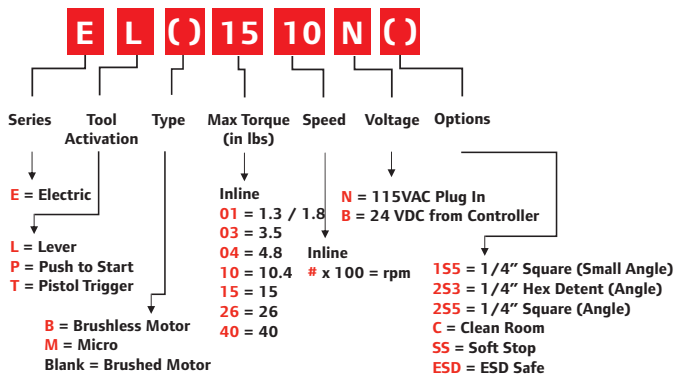 E L () 15 10 N ()
Series Tool Activation Type Max Torque (in lbs) Speed Voltage Options
E = Electric
L = Lever
P = Push to Start
T = Pistol Trigger
B = Brushless Motor
M = Micro
Blank = Brushed Motor
Inline
01 = 1.3 / 1.8
03 = 3.5
04 = 4.8
10 = 10.4
15 = 15
26 = 26
40 = 40
Inline
# x 100 = rpm
N = 115VAC Plug In
B = 24 VDC from Controller
1S5 = 1/4” Square (Small Angle)
2S3 = 1/4” Hex Detent (Angle)
2S5 = 1/4” Square (Angle)
C = Clean Room
SS = Soft Stop
ESD = ESD Safe